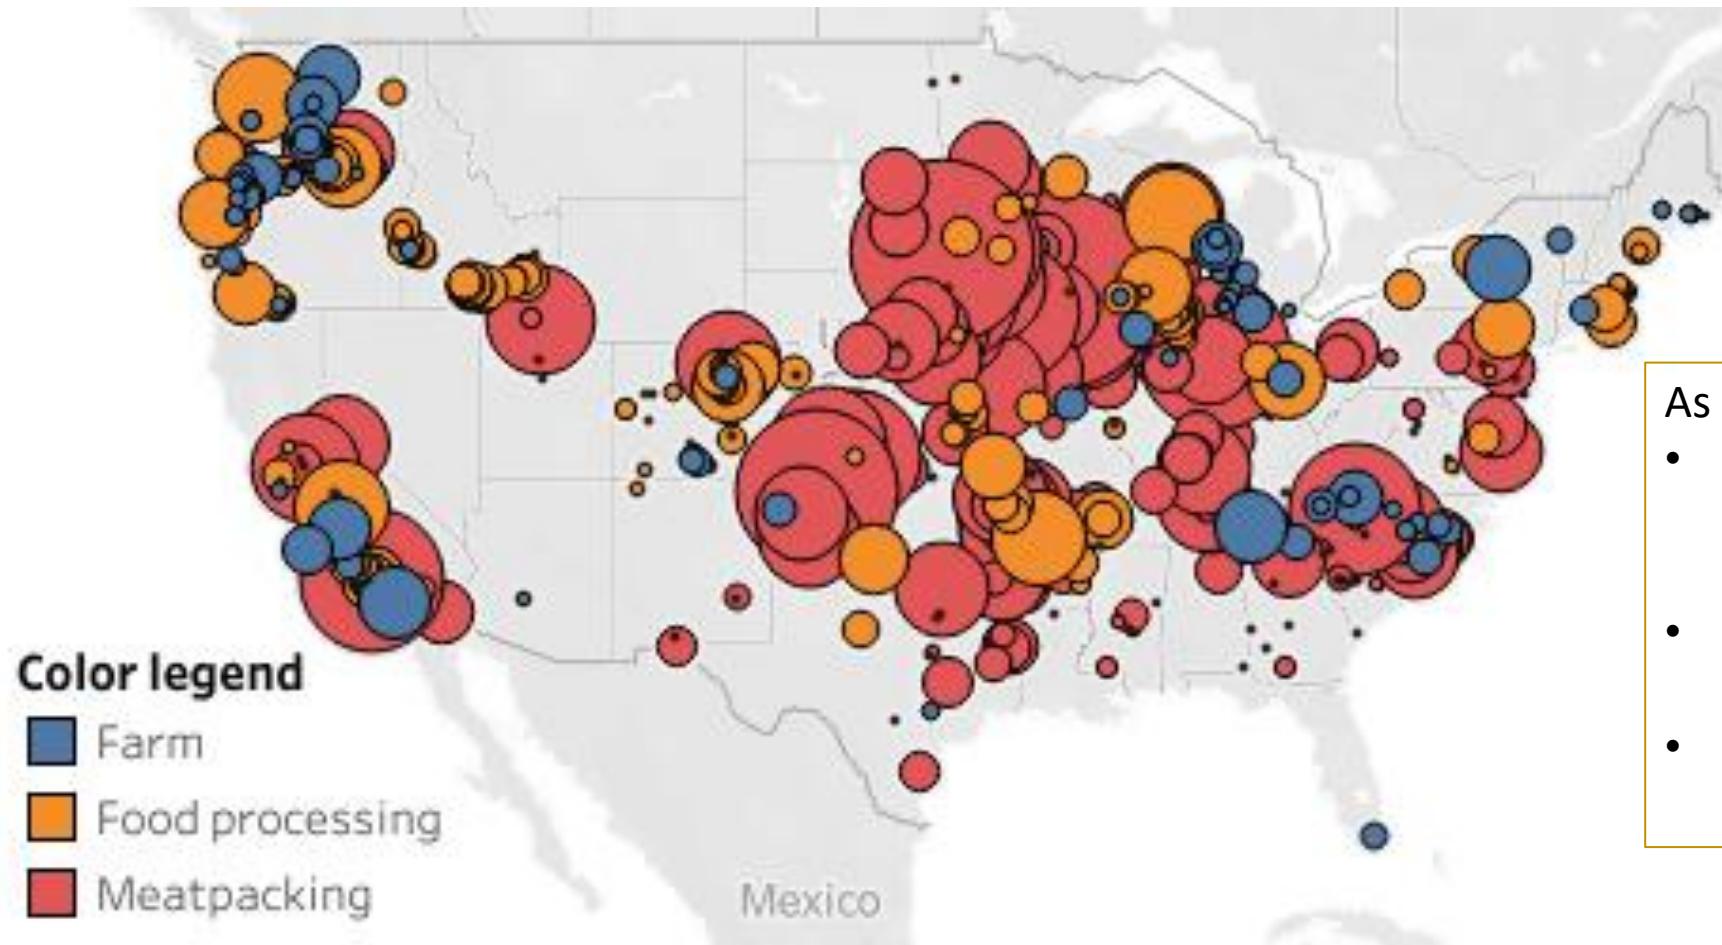 Color legend
Farm
Food processing
Meatpacking
Mexico
As
•
•
•